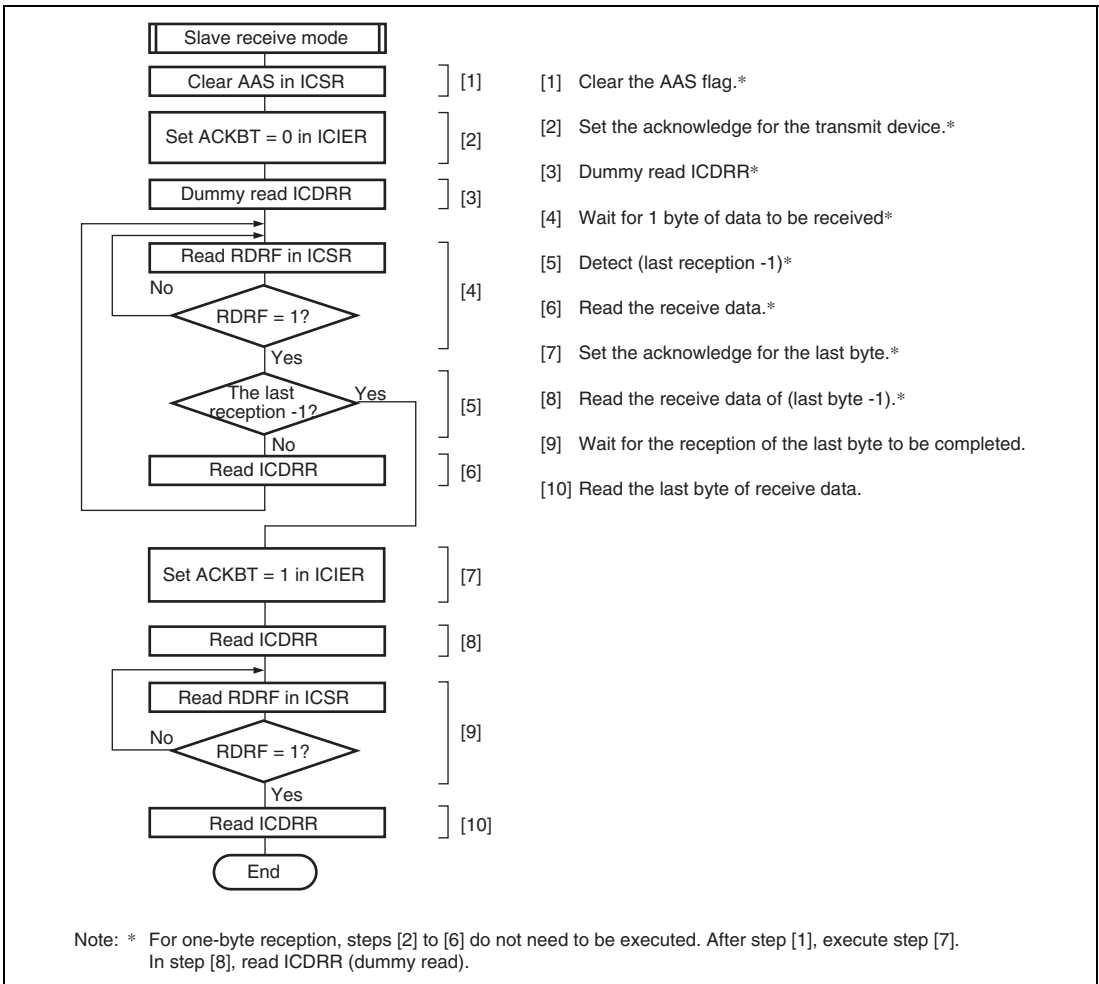 Slave receive mode
Clear AAS in ICSR
[1]
Set ACKBT = 0 in ICIER
[2]
Dummy read ICDRR
[3]
Read RDRF in ICSR
No
RDRF = 1?
[4]
Yes
The last
reception -1?
Yes
[5]
No
Read ICDRR
[6]
Set ACKBT = 1 in ICIER
[7]
Read ICDRR
[8]
Read RDRF in ICSR
No
RDRF = 1?
[9]
Yes
Read ICDRR
[10]
End
[1] Clear the AAS flag.*
[2] Set the acknowledge for the transmit device.*
[3] Dummy read ICDRR*
[4] Wait for 1 byte of data to be received*
[5] Detect (last reception -1)*
[6] Read the receive data.*
[7] Set the acknowledge for the last byte.*
[8] Read the receive data of (last byte -1).*
[9] Wait for the reception of the last byte to be completed.
[10] Read the last byte of receive data.
Note: * For one-byte reception, steps [2] to [6] do not need to be executed. After step [1], execute step [7].
In step [8], read ICDRR (dummy read).